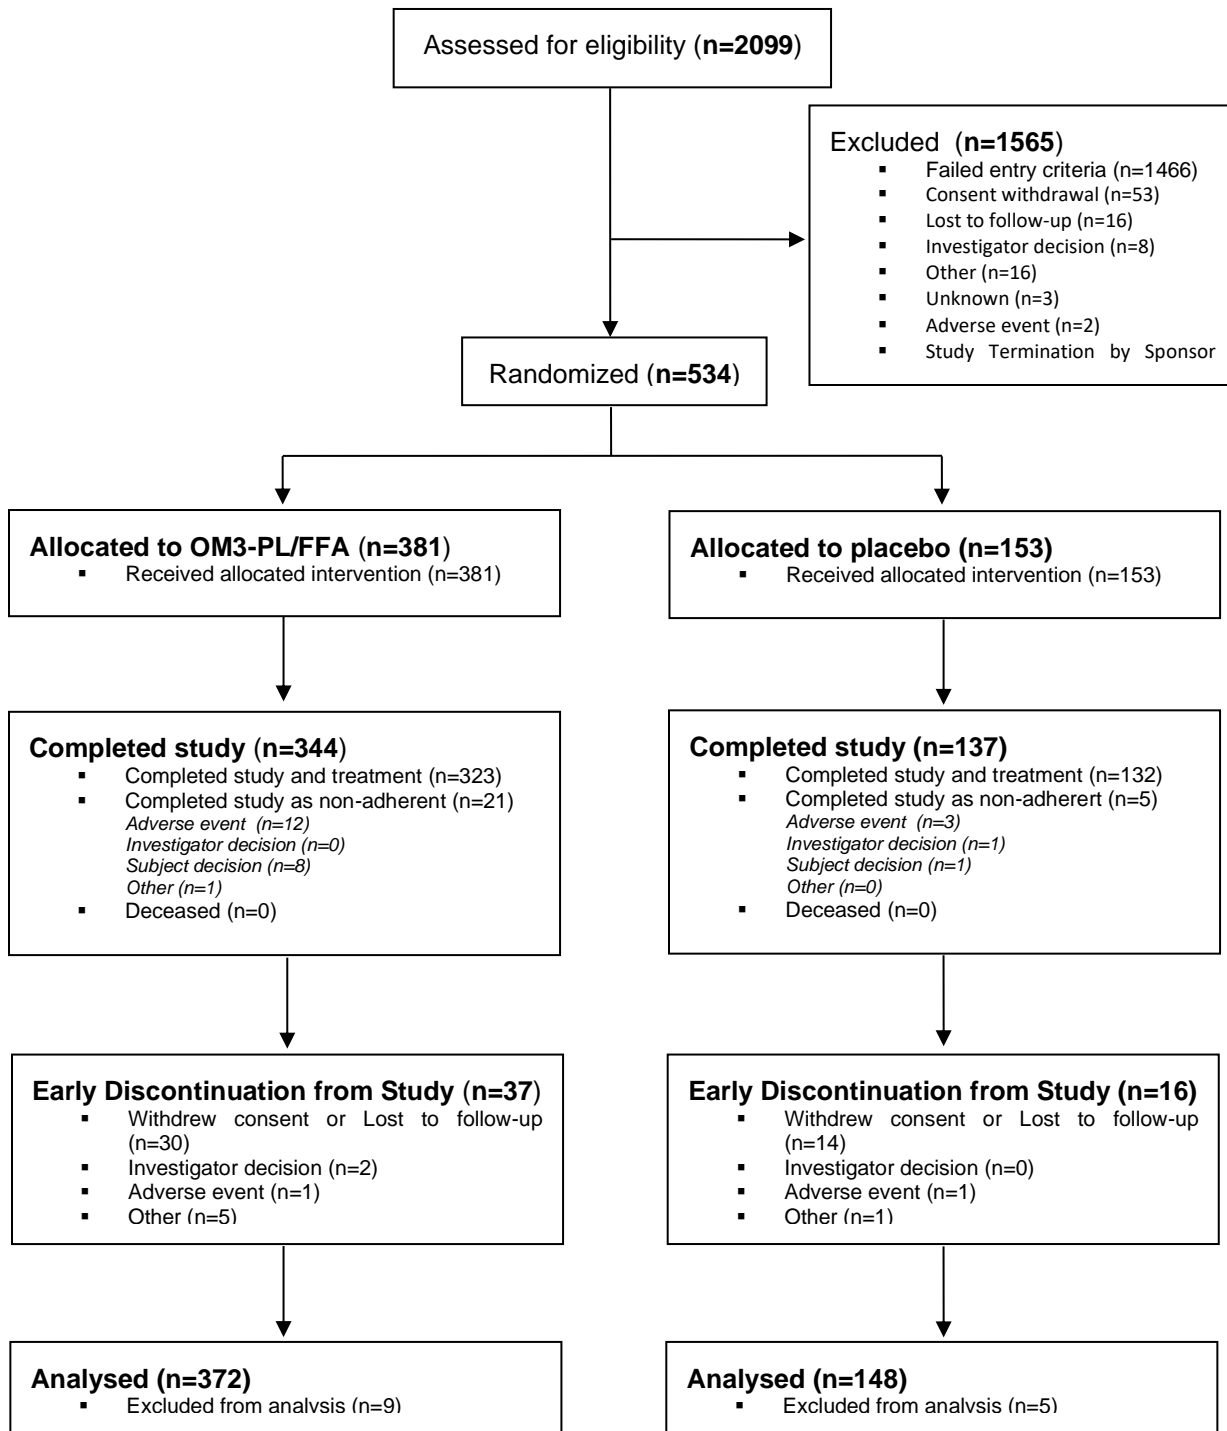 Assessed for eligibility (n=2099)
Excluded (n=1565)
▪ Failed entry criteria (n=1466)
▪ Consent withdrawal (n=53)
▪ Lost to follow-up (n=16)
▪ Investigator decision (n=8)
▪ Other (n=16)
▪ Unknown (n=3)
▪ Adverse event (n=2)
▪ Study Termination by Sponsor
Randomized (n=534)
Allocated to OM3-PL/FFA (n=381)
▪ Received allocated intervention (n=381)
Allocated to placebo (n=153)
▪ Received allocated intervention (n=153)
Completed study (n=344)
▪ Completed study and treatment (n=323)
▪ Completed study as non-adherent (n=21)
Adverse event (n=12)
Investigator decision (n=0)
Subject decision (n=8)
Other (n=1)
▪ Deceased (n=0)
Completed study (n=137)
▪ Completed study and treatment (n=132)
▪ Completed study as non-adherert (n=5)
Adverse event (n=3)
Investigator decision (n=1)
Subject decision (n=1)
Other (n=0)
▪ Deceased (n=0)
Early Discontinuation from Study (n=37)
▪ Withdrew consent or Lost to follow-up
(n=30)
▪ Investigator decision (n=2)
▪ Adverse event (n=1)
▪ Other (n=5)
Early Discontinuation from Study (n=16)
▪ Withdrew consent or Lost to follow-up
(n=14)
▪ Investigator decision (n=0)
▪ Adverse event (n=1)
▪ Other (n=1)
Analysed (n=372)
▪ Excluded from analysis (n=9)
Analysed (n=148)
▪ Excluded from analysis (n=5)